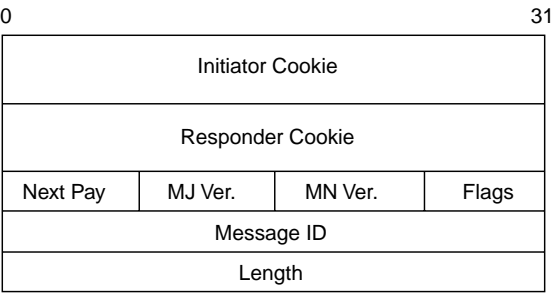 0 31
Initiator Cookie
Responder Cookie
Next Pay MJ Ver. MN Ver. Flags
Message ID
Length